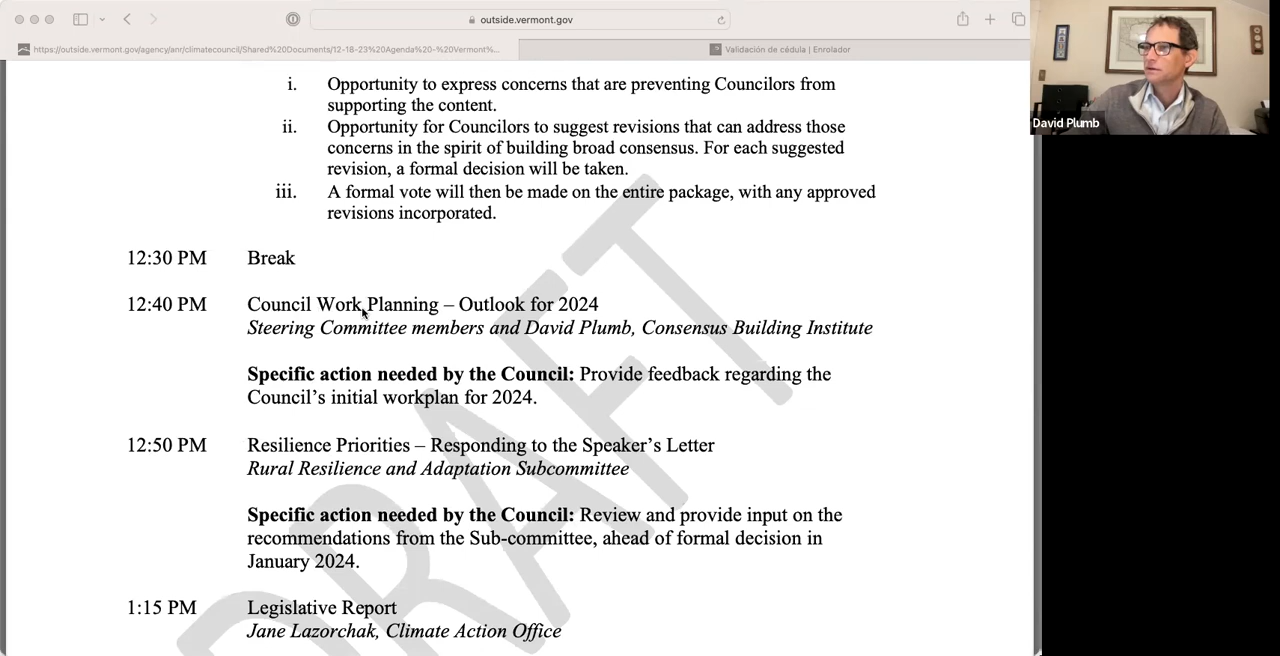 outside.vermont.gov
https://outside.vermont.gov/agency/anr/climatecouncil/Shared%20Documents/12-18-23%20Agenda%20-%20Vermont%...
Validación de cédula | Enrolador
i. Opportunity to express concerns that are preventing Councilors from
supporting the content.
ii. Opportunity for Councilors to suggest revisions that can address those
concerns in the spirit of building broad consensus. For each suggested
revision, a formal decision will be taken.
iii. A formal vote will then be made on the entire package, with any approved
revisions incorporated.
12:30 PM Break
12:40 PM Council Work Planning – Outlook for 2024
Steering Committee members and David Plumb, Consensus Building Institute
Specific action needed by the Council: Provide feedback regarding the
Council’s initial workplan for 2024.
12:50 PM Resilience Priorities – Responding to the Speaker’s Letter
Rural Resilience and Adaptation Subcommittee
Specific action needed by the Council: Review and provide input on the
recommendations from the Sub-committee, ahead of formal decision in
January 2024.
1:15 PM Legislative Report
Jane Lazorchak, Climate Action Office
DRAFT
David Plumb